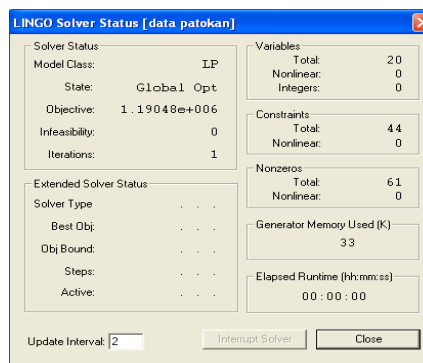 LINGO Solver Status [data patokan]
Solver Status
Model Class: LP
State: Global Opt
Objective: 1.19048e+006
Infeasibility: 0
Iterations: 1
Extended Solver Status
Solver Type . . .
Best Obj: . . .
Obj Bound: . . .
Steps: . . .
Active: . . .
Variables
Total: 20
Nonlinear: 0
Integers: 0
Constraints
Total: 44
Nonlinear: 0
Nonzeros
Total: 61
Nonlinear: 0
Generator Memory Used (K)
33
Elapsed Runtime (hh:mm:ss)
00:00:00
Update Interval: 2
Interrupt Solver
Close